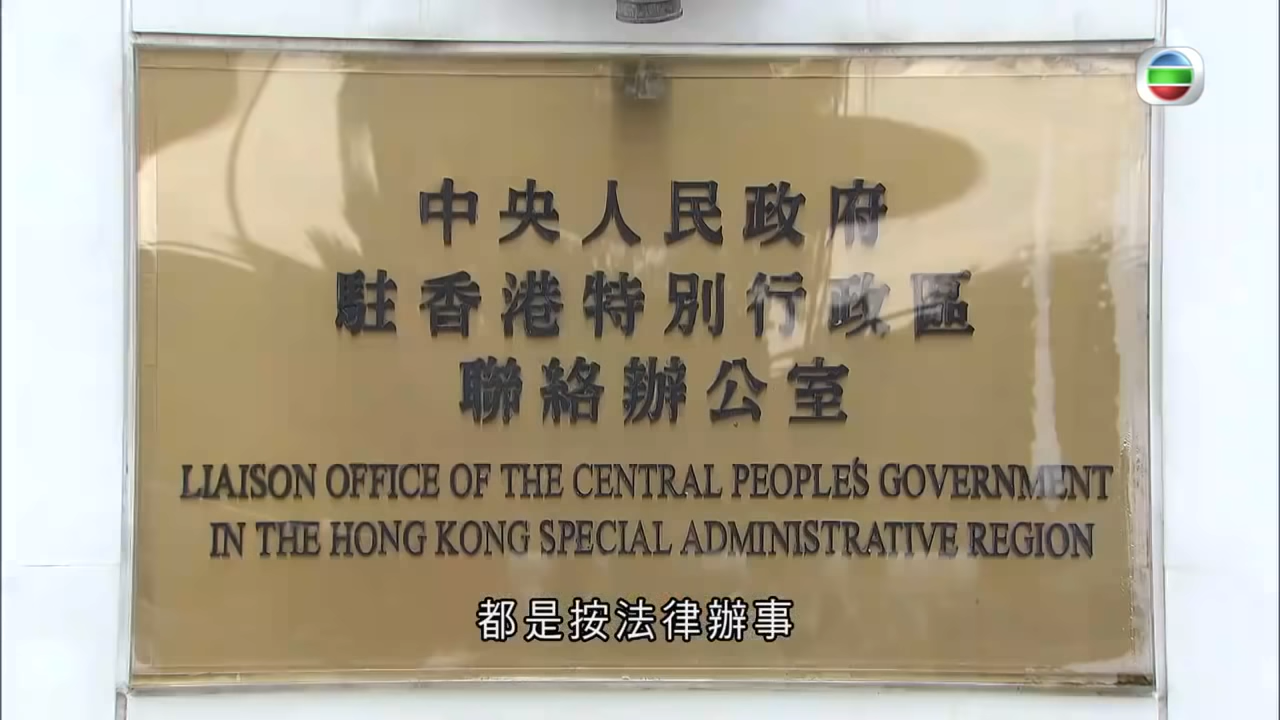 中央人民政府
駐香港特別行政區
聯絡辦公室
LIAISON OFFICE OF THE CENTRAL PEOPLE'S GOVERNMENT
IN THE HONG KONG SPECIAL ADMINISTRATIVE REGION
都是按法律辦事